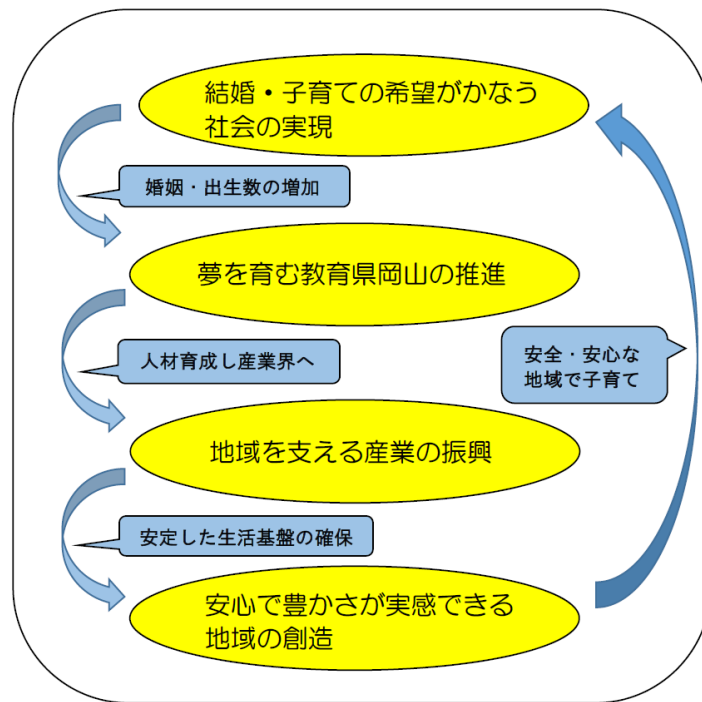 結婚・子育ての希望がかなう
社会の実現
婚姻・出生数の増加
夢を育む教育県岡山の推進
人材育成し産業界へ
安全・安心な
地域で子育て
地域を支える産業の振興
安定した生活基盤の確保
安心で豊かさが実感できる
地域の創造